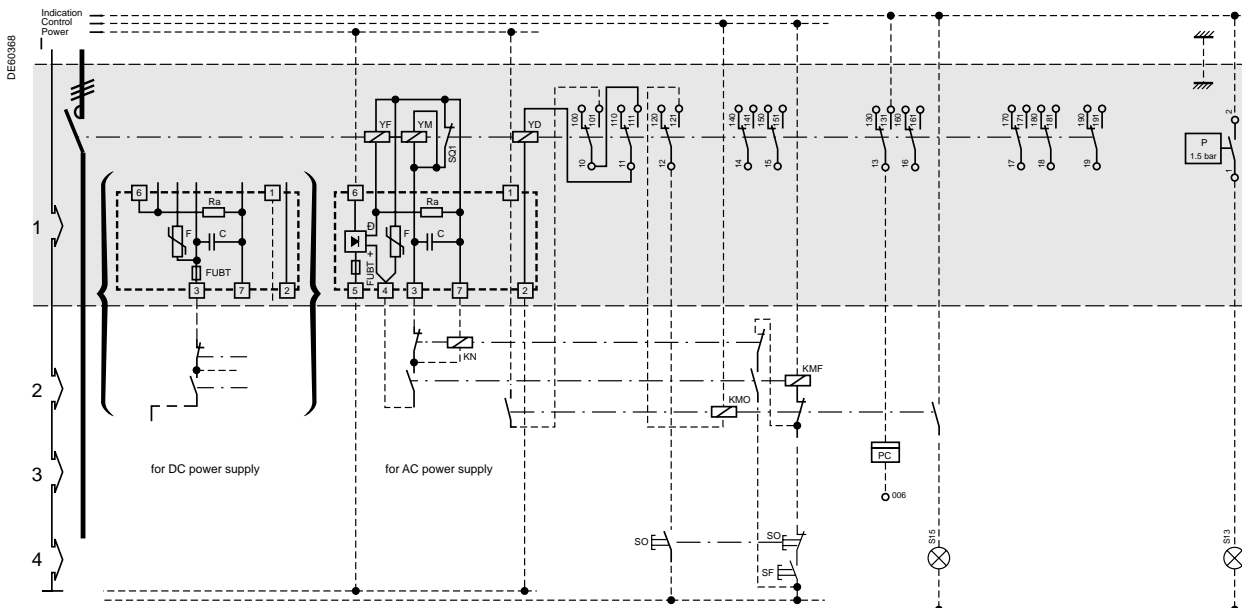 DE60368
Indication
Control
Power
1
2
3
4
6
1
Ra
F
C
FUBT
3
7
2
for DC power supply
YF
YM
SQ1
YD
6
1
Ra
D
+
F
C
FUBT
5
4
3
7
2
KN
for AC power supply
100
101
110
111
120
121
140
141
150
151
130
131
160
161
170
171
180
181
190
191
10
11
12
14
15
13
16
17
18
19
P
1.5 bar
2
1
KMF
KMO
PC
006
SO
SO
SF
S15
S13